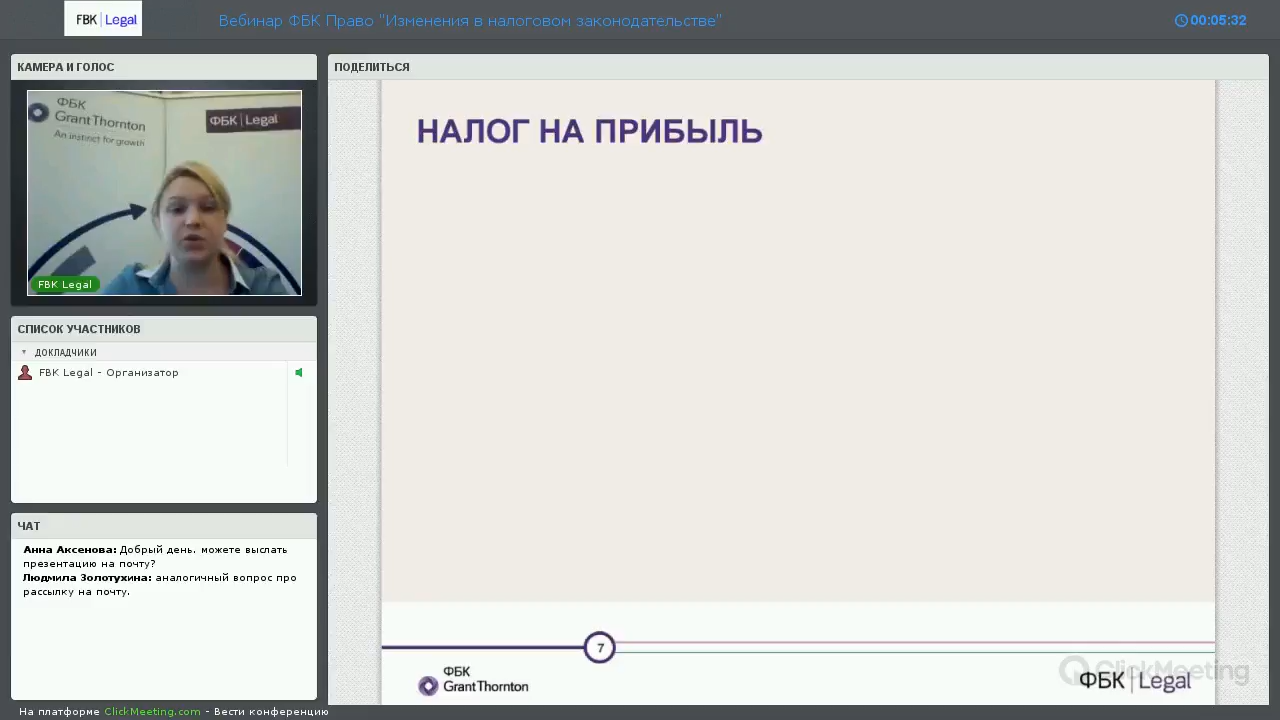 FBK Legal
Вебинар ФБК Право "Изменения в налоговом законодательстве"
00:05:32
КАМЕРА И ГОЛОС
ФБК
Grant Thornton
An instinct for growth
ФБК Legal
FBK Legal
СПИСОК УЧАСТНИКОВ
ДОКЛАДЧИКИ
FBK Legal - Организатор
ЧАТ
Анна Аксенова: Добрый день. можете выслать
презентацию на почту?
Людмила Золотухина: аналогичный вопрос про
рассылку на почту.
ПОДЕЛИТЬСЯ
НАЛОГ НА ПРИБЫЛЬ
7
ФБК
Grant Thornton
ClickMeeting
ФБК Legal
На платформе ClickMeeting.com - Вести конференцию